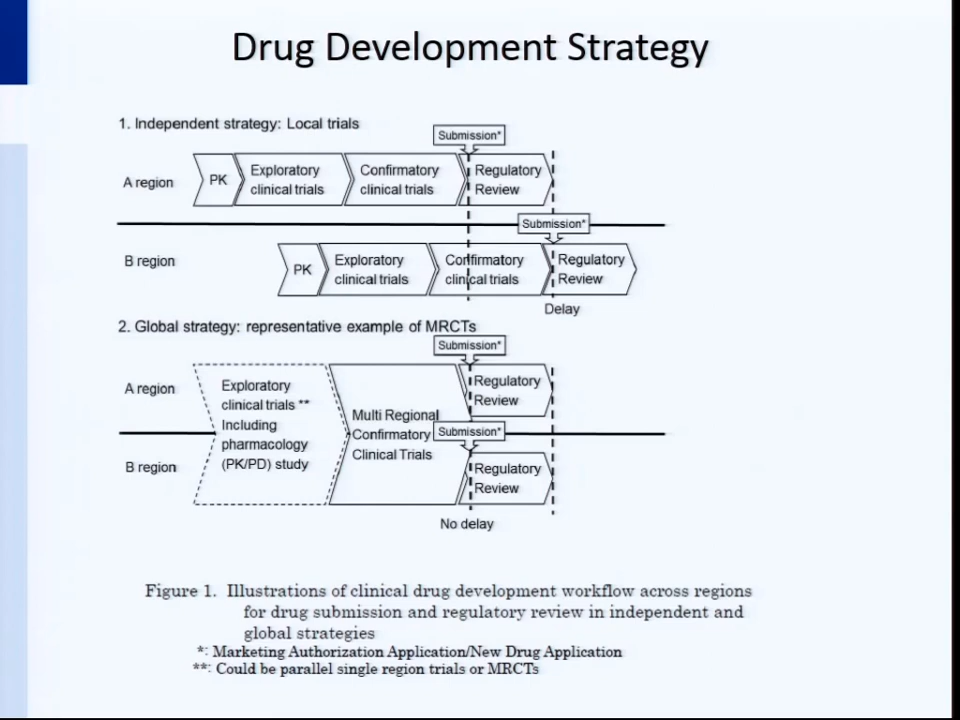 Drug Development Strategy
1. Independent strategy: Local trials
Submission*
A region
PK
Exploratory
clinical trials
Confirmatory
clinical trials
Regulatory
Review
Submission*
B region
PK
Exploratory
clinical trials
Confirmatory
clinical trials
Regulatory
Review
Delay
2. Global strategy: representative example of MRCTs
Submission*
A region
Exploratory
clinical trials **
Including
pharmacology
(PK/PD) study
Multi Regional
Confirmatory
Clinical Trials
Regulatory
Review
Submission*
B region
Regulatory
Review
No delay
Figure 1. Illustrations of clinical drug development workflow across regions
for drug submission and regulatory review in independent and
global strategies
*: Marketing Authorization Application/New Drug Application
**: Could be parallel single region trials or MRCTs